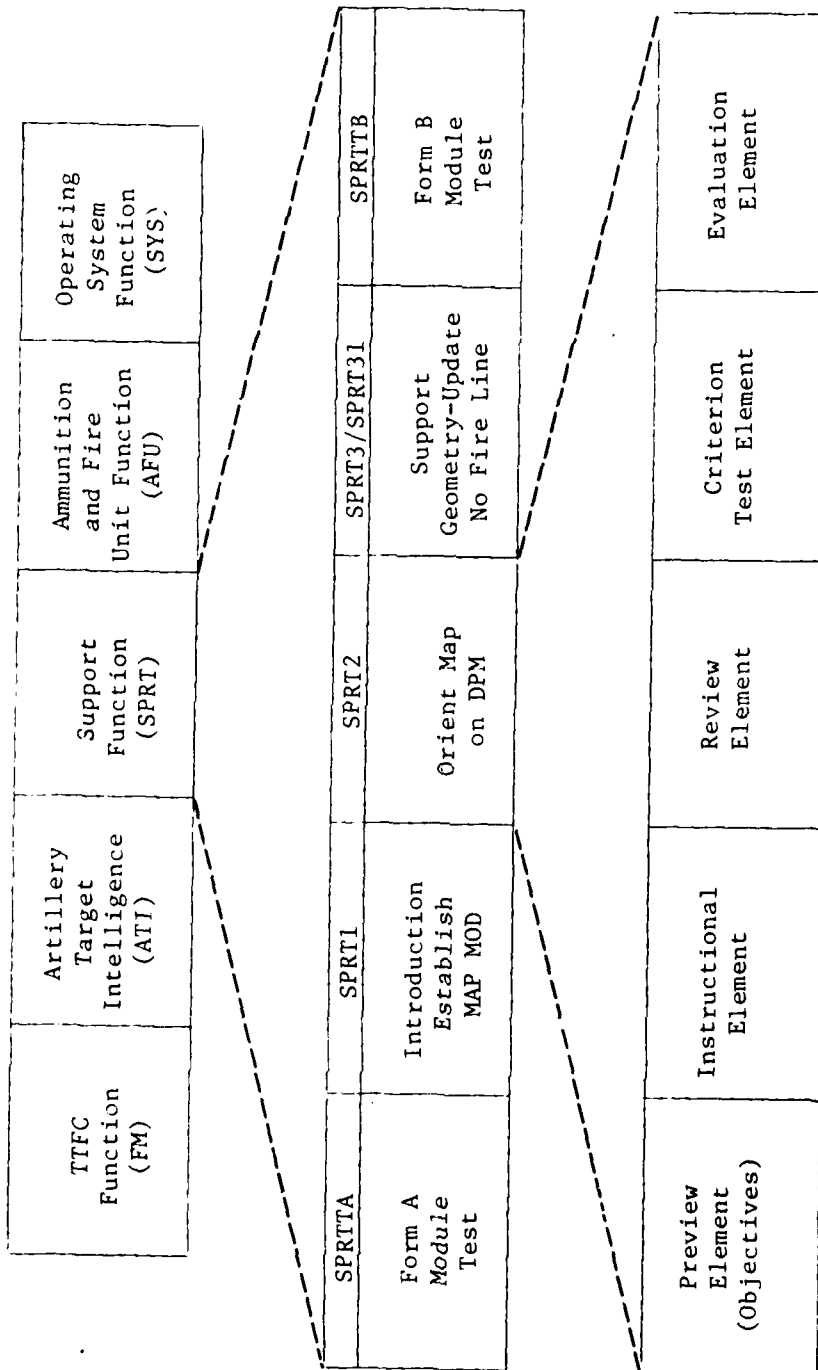 TTFC
Function
(FM)
Artillery
Target
Intelligence
(ATI)
Support
Function
(SPRT)
Ammunition
and Fire
Unit Function
(AFU)
Operating
System
Function
(SYS)
SPRTTA
SPRT1
SPRT2
SPRT3/SPRT31
SPRTTB
Form A
Module
Test
Introduction
Establish
MAP MOD
Orient Map
on DPM
Support
Geometry-Update
No Fire Line
Form B
Module
Test
Preview
Element
(Objectives)
Instructional
Element
Review
Element
Criterion
Test Element
Evaluation
Element